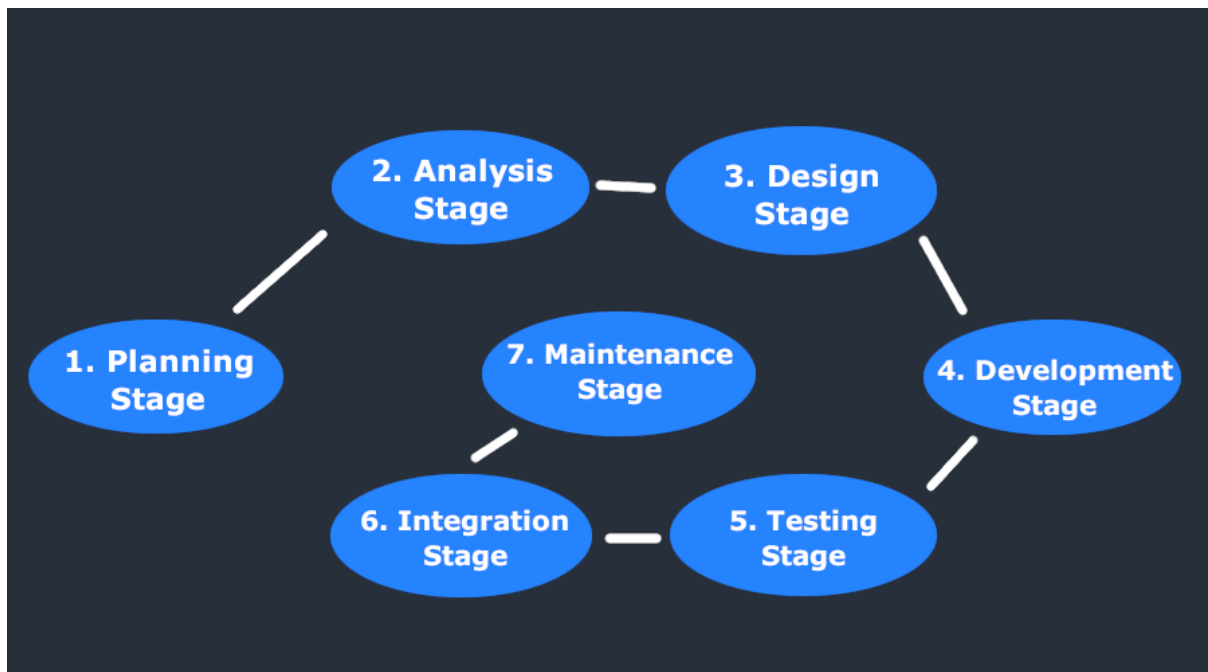 1. Planning
Stage
2. Analysis
Stage
3. Design
Stage
4. Development
Stage
5. Testing
Stage
6. Integration
Stage
7. Maintenance
Stage